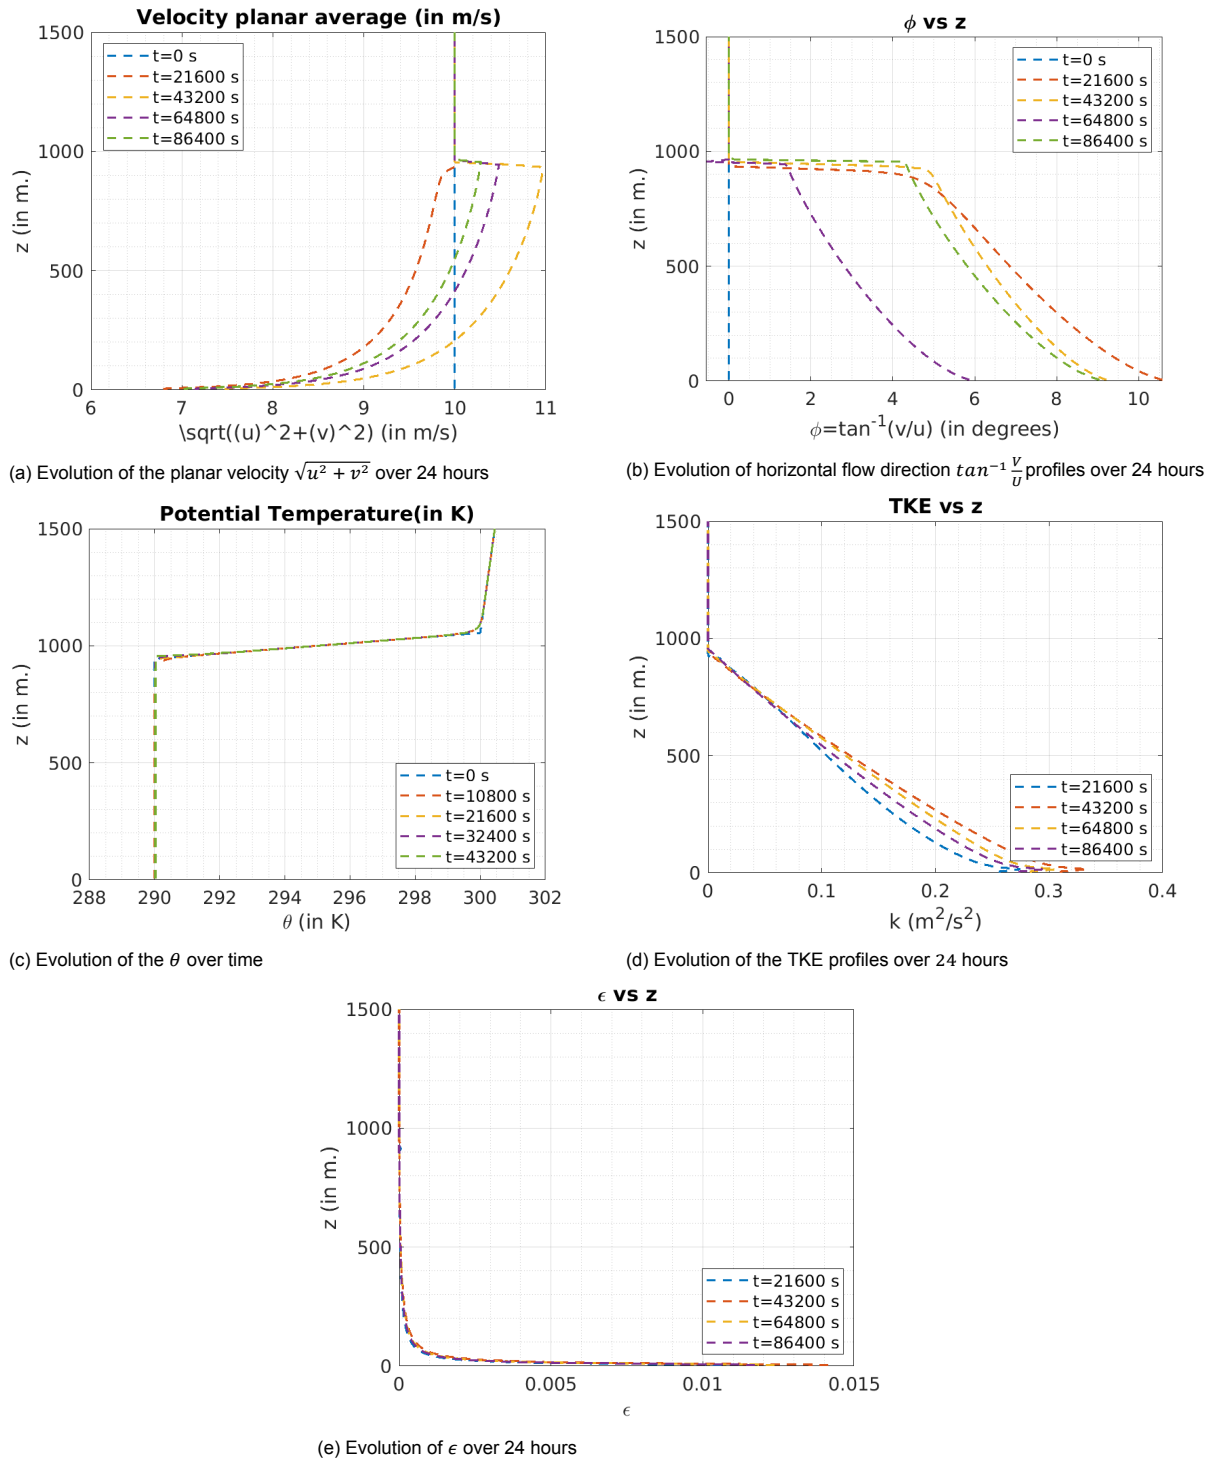 Velocity planar average (in m/s)
t=0 s
t=21600 s
t=43200 s
t=64800 s
t=86400 s
1500
1000
500
0
z (in m.)
6 7 8 9 10 11
\sqrt((u)^2+(v)^2) (in m/s)
(a) Evolution of the planar velocity √u² + v² over 24 hours
ϕ vs z
t=0 s
t=21600 s
t=43200 s
t=64800 s
t=86400 s
1500
1000
500
0
z (in m.)
0 2 4 6 8 10
ϕ=tan⁻¹(v/u) (in degrees)
(b) Evolution of horizontal flow direction tan⁻¹ V/U profiles over 24 hours
Potential Temperature(in K)
1500
1000
500
0
z (in m.)
t=0 s
t=10800 s
t=21600 s
t=32400 s
t=43200 s
288 290 292 294 296 298 300 302
θ (in K)
(c) Evolution of the θ over time
TKE vs z
1500
1000
500
0
z (in m.)
t=21600 s
t=43200 s
t=64800 s
t=86400 s
0 0.1 0.2 0.3 0.4
k (m²/s²)
(d) Evolution of the TKE profiles over 24 hours
ϵ vs z
1500
1000
500
0
z (in m.)
t=21600 s
t=43200 s
t=64800 s
t=86400 s
0 0.005 0.01 0.015
ϵ
(e) Evolution of ϵ over 24 hours